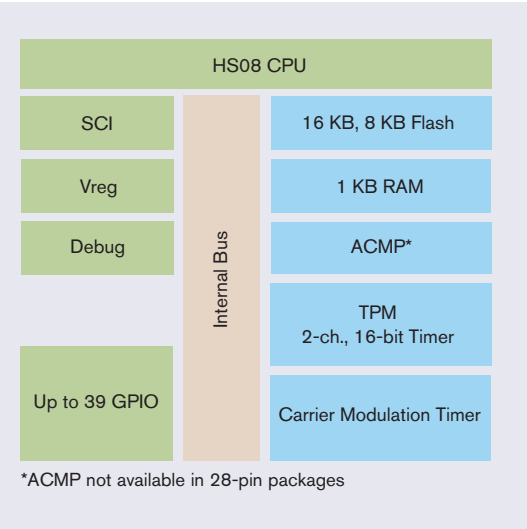 HS08 CPU
SCI
Vreg
Debug
Up to 39 GPIO
Internal Bus
16 KB, 8 KB Flash
1 KB RAM
ACMP*
TPM
2-ch., 16-bit Timer
Carrier Modulation Timer
*ACMP not available in 28-pin packages